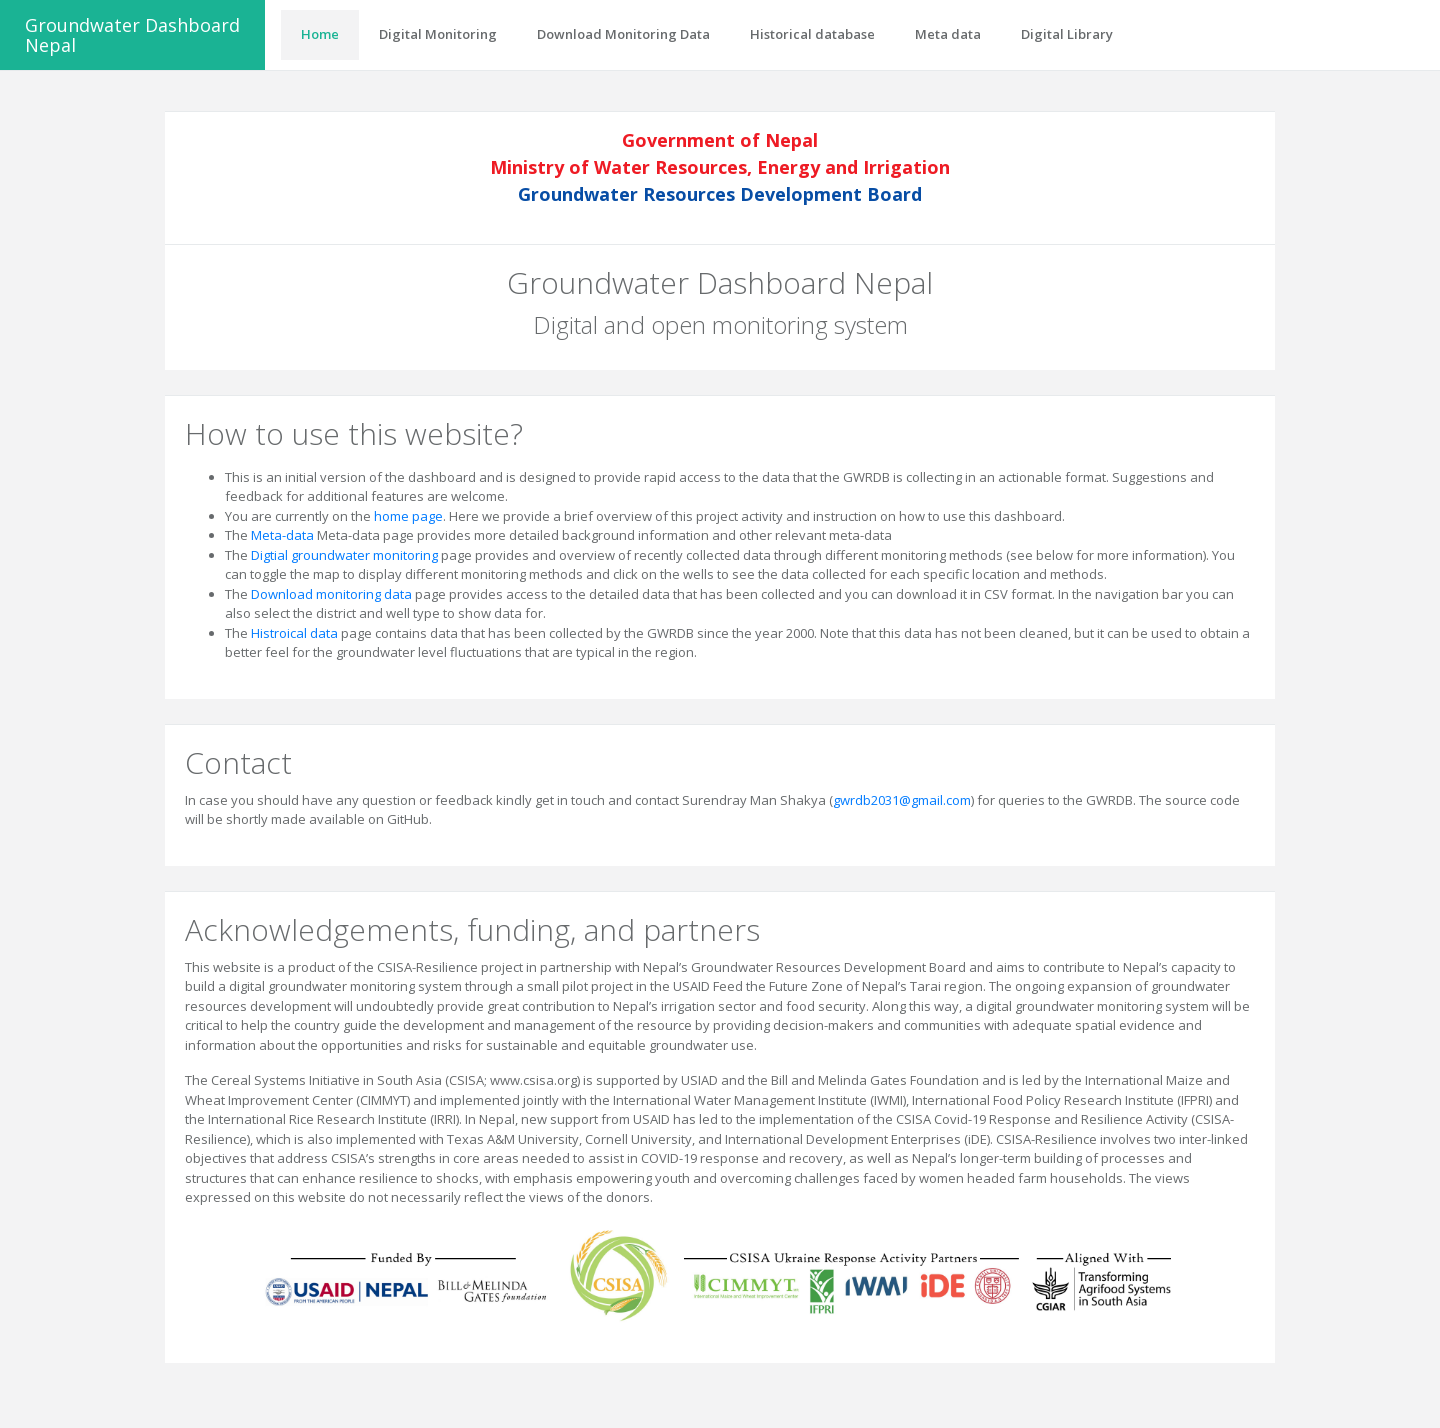 Groundwater Dashboard
Nepal
Home
Digital Monitoring
Download Monitoring Data
Historical database
Meta data
Digital Library
Government of Nepal
Ministry of Water Resources, Energy and Irrigation
Groundwater Resources Development Board
Groundwater Dashboard Nepal
Digital and open monitoring system
How to use this website?
This is an initial version of the dashboard and is designed to provide rapid access to the data that the GWRDB is collecting in an actionable format. Suggestions and
feedback for additional features are welcome.
You are currently on the home page. Here we provide a brief overview of this project activity and instruction on how to use this dashboard.
The Meta-data Meta-data page provides more detailed background information and other relevant meta-data
The Digtial groundwater monitoring page provides and overview of recently collected data through different monitoring methods (see below for more information). You
can toggle the map to display different monitoring methods and click on the wells to see the data collected for each specific location and methods.
The Download monitoring data page provides access to the detailed data that has been collected and you can download it in CSV format. In the navigation bar you can
also select the district and well type to show data for.
The Histroical data page contains data that has been collected by the GWRDB since the year 2000. Note that this data has not been cleaned, but it can be used to obtain a
better feel for the groundwater level fluctuations that are typical in the region.
Contact
In case you should have any question or feedback kindly get in touch and contact Surendray Man Shakya (gwrdb2031@gmail.com) for queries to the GWRDB. The source code
will be shortly made available on GitHub.
Acknowledgements, funding, and partners
This website is a product of the CSISA-Resilience project in partnership with Nepal’s Groundwater Resources Development Board and aims to contribute to Nepal’s capacity to
build a digital groundwater monitoring system through a small pilot project in the USAID Feed the Future Zone of Nepal’s Tarai region. The ongoing expansion of groundwater
resources development will undoubtedly provide great contribution to Nepal’s irrigation sector and food security. Along this way, a digital groundwater monitoring system will be
critical to help the country guide the development and management of the resource by providing decision-makers and communities with adequate spatial evidence and
information about the opportunities and risks for sustainable and equitable groundwater use.
The Cereal Systems Initiative in South Asia (CSISA; www.csisa.org) is supported by USIAD and the Bill and Melinda Gates Foundation and is led by the International Maize and
Wheat Improvement Center (CIMMYT) and implemented jointly with the International Water Management Institute (IWMI), International Food Policy Research Institute (IFPRI) and
the International Rice Research Institute (IRRI). In Nepal, new support from USAID has led to the implementation of the CSISA Covid-19 Response and Resilience Activity (CSISA-
Resilience), which is also implemented with Texas A&M University, Cornell University, and International Development Enterprises (iDE). CSISA-Resilience involves two inter-linked
objectives that address CSISA’s strengths in core areas needed to assist in COVID-19 response and recovery, as well as Nepal’s longer-term building of processes and
structures that can enhance resilience to shocks, with emphasis empowering youth and overcoming challenges faced by women headed farm households. The views
expressed on this website do not necessarily reflect the views of the donors.
Funded By
USAID NEPAL
FROM THE AMERICAN PEOPLE
BILL & MELINDA
GATES foundation
CSISA
CSISA Ukraine Response Activity Partners
CIMMYT
International Maize and Wheat Improvement Center
IFPRI
IWMI
iDE
Aligned With
CGIAR
Transforming
Agrifood Systems
in South Asia